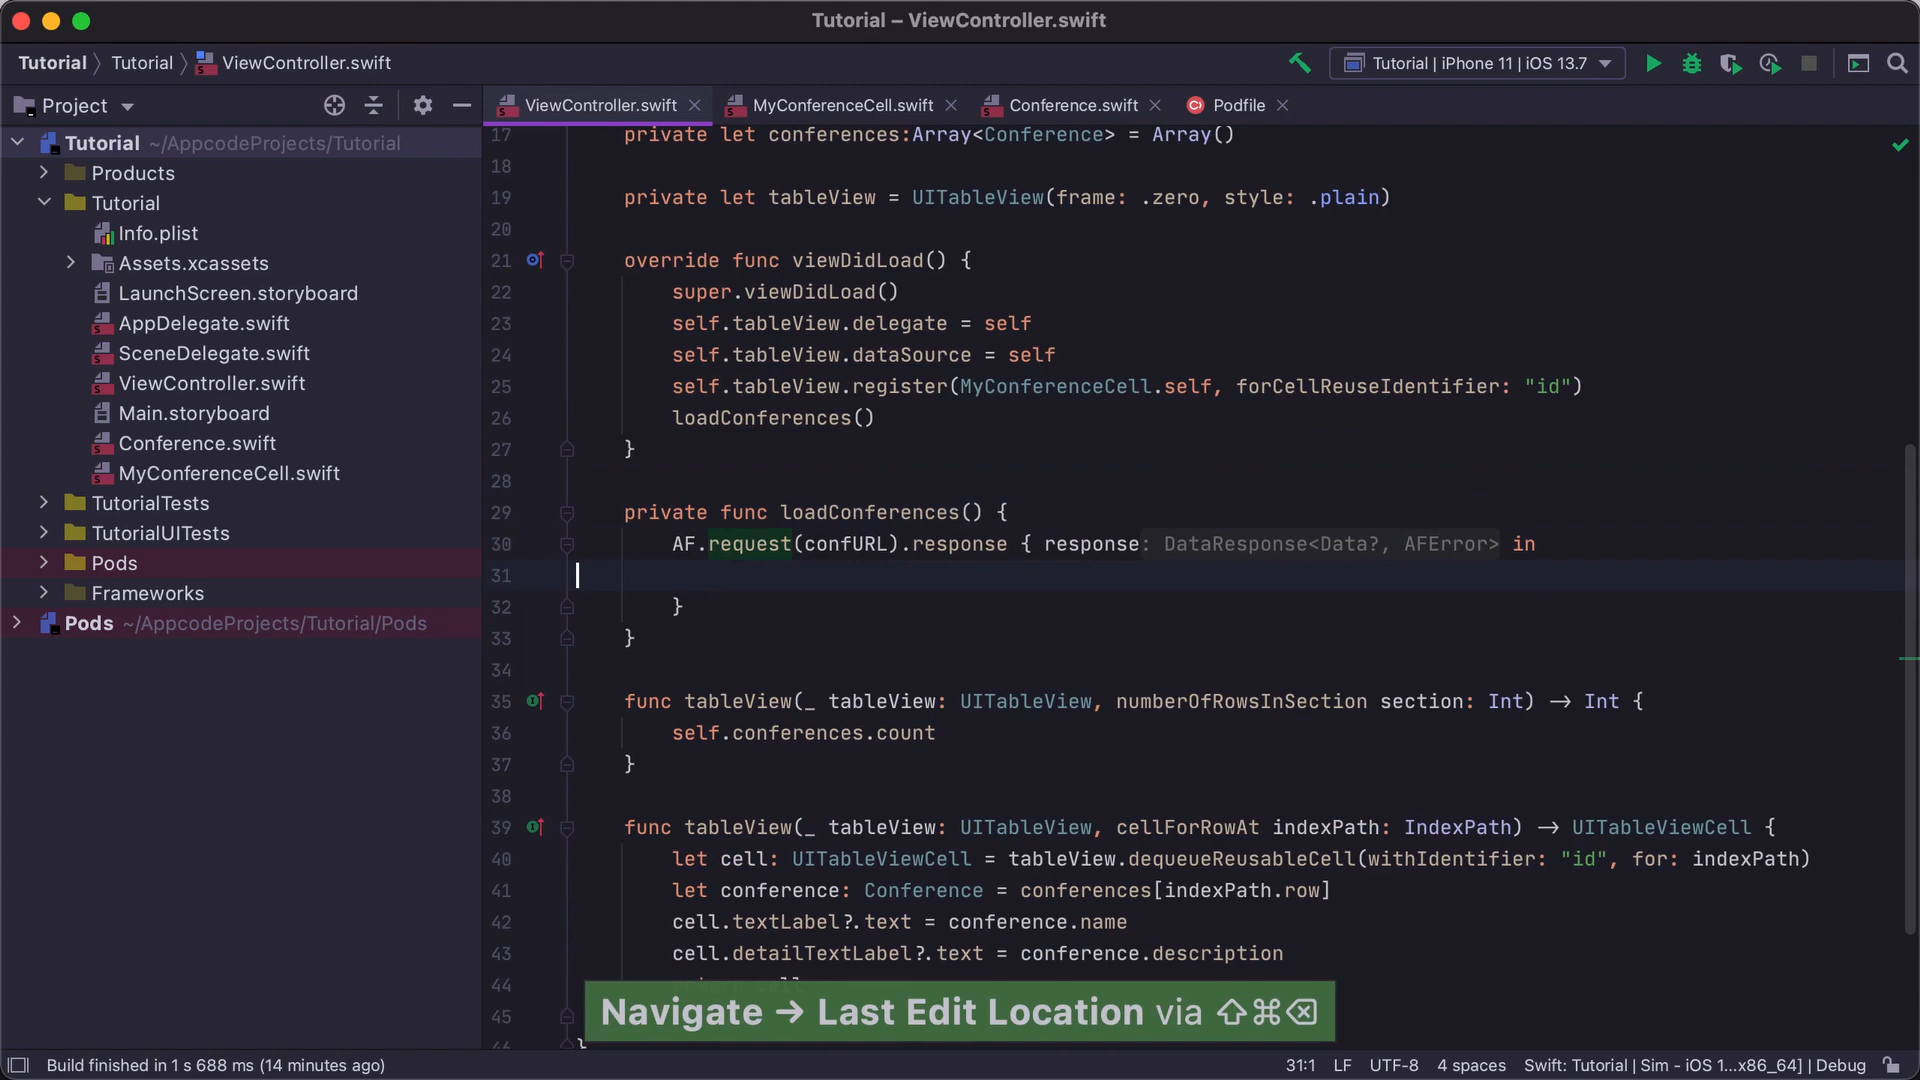 Tutorial – ViewController.swift
Tutorial Tutorial ViewController.swift
Tutorial | iPhone 11 | iOS 13.7
Project
Tutorial ~/AppcodeProjects/Tutorial
Products
Tutorial
Info.plist
Assets.xcassets
LaunchScreen.storyboard
AppDelegate.swift
SceneDelegate.swift
ViewController.swift
Main.storyboard
Conference.swift
MyConferenceCell.swift
TutorialTests
TutorialUITests
Pods
Frameworks
Pods ~/AppcodeProjects/Tutorial/Pods
ViewController.swift MyConferenceCell.swift Conference.swift Podfile
17 private let conferences:Array<Conference> = Array()
18
19 private let tableView = UITableView(frame: .zero, style: .plain)
20
21 override func viewDidLoad() {
22 super.viewDidLoad()
23 self.tableView.delegate = self
24 self.tableView.dataSource = self
25 self.tableView.register(MyConferenceCell.self, forCellReuseIdentifier: "id")
26 loadConferences()
27 }
28
29 private func loadConferences() {
30 AF.request(confURL).response { response: DataResponse<Data?, AFError> in
31
32 }
33 }
34
35 func tableView(_ tableView: UITableView, numberOfRowsInSection section: Int) → Int {
36 self.conferences.count
37 }
38
39 func tableView(_ tableView: UITableView, cellForRowAt indexPath: IndexPath) → UITableViewCell {
40 let cell: UITableViewCell = tableView.dequeueReusableCell(withIdentifier: "id", for: indexPath)
41 let conference: Conference = conferences[indexPath.row]
42 cell.textLabel?.text = conference.name
43 cell.detailTextLabel?.text = conference.description
44
45
Navigate → Last Edit Location via ⇧⌘⌫
Build finished in 1 s 688 ms (14 minutes ago)
31:1 LF UTF-8 4 spaces Swift: Tutorial | Sim - iOS 1...x86_64] | Debug